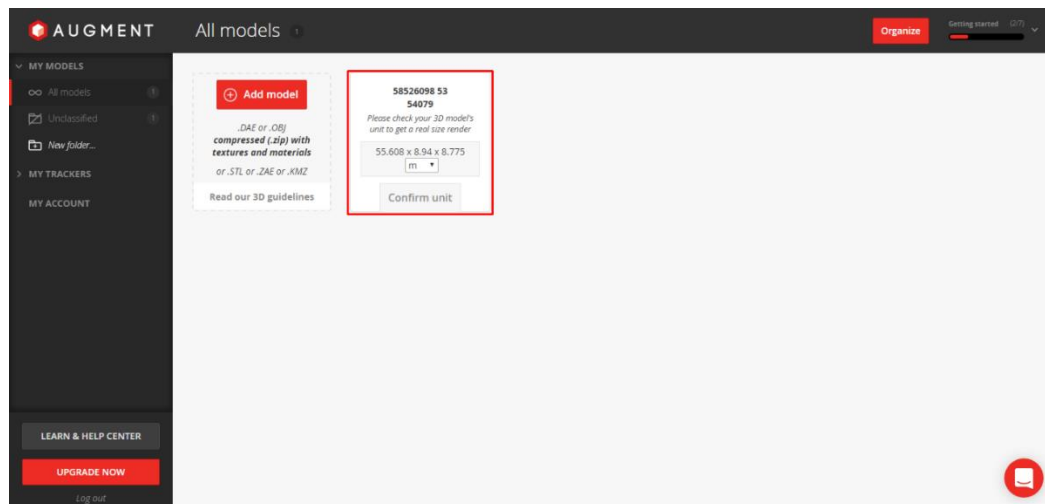 AUGMENT
All models 1
Organize
Getting started (2/7)
MY MODELS
All models 1
Unclassified 1
New folder...
MY TRACKERS
MY ACCOUNT
LEARN & HELP CENTER
UPGRADE NOW
Log out
Add model
.DAE or .OBJ
compressed (.zip) with
textures and materials
or .STL or .ZAE or .KMZ
Read our 3D guidelines
58526098 53
54079
Please check your 3D model's
unit to get a real size render
55.608 x 8.94 x 8.775
m
Confirm unit